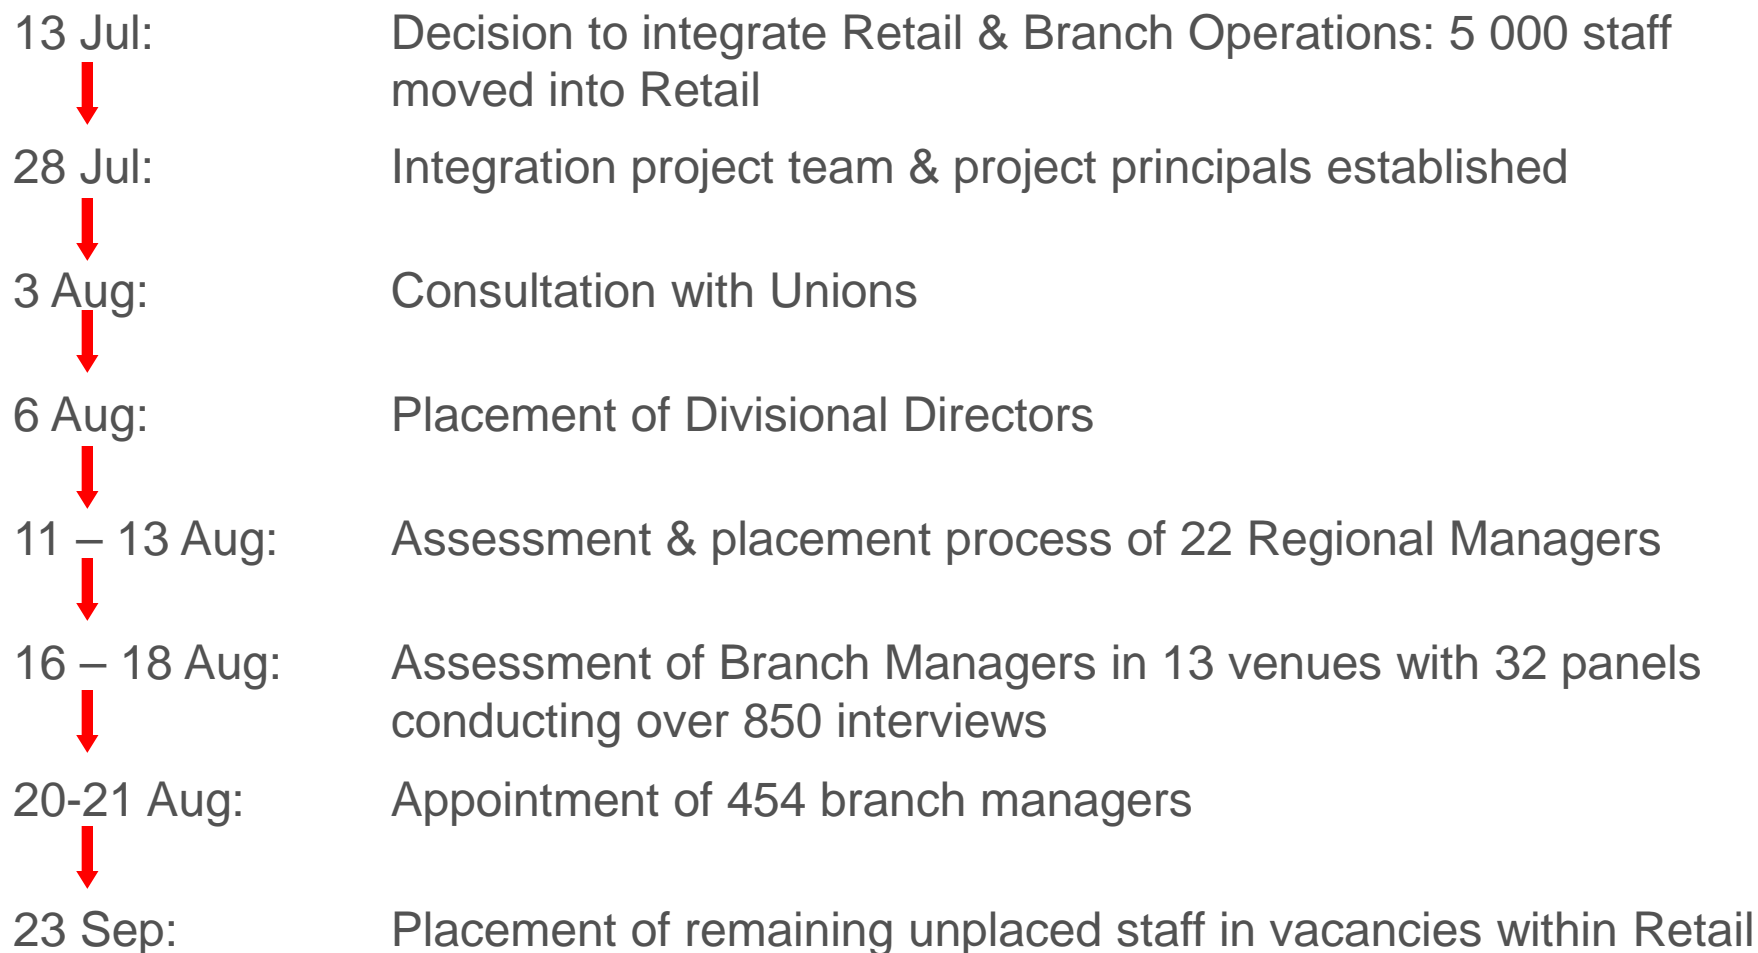 13 Jul: Decision to integrate Retail & Branch Operations: 5 000 staff
moved into Retail
28 Jul: Integration project team & project principals established
3 Aug: Consultation with Unions
6 Aug: Placement of Divisional Directors
11 – 13 Aug: Assessment & placement process of 22 Regional Managers
16 – 18 Aug: Assessment of Branch Managers in 13 venues with 32 panels
conducting over 850 interviews
20-21 Aug: Appointment of 454 branch managers
23 Sep: Placement of remaining unplaced staff in vacancies within Retail